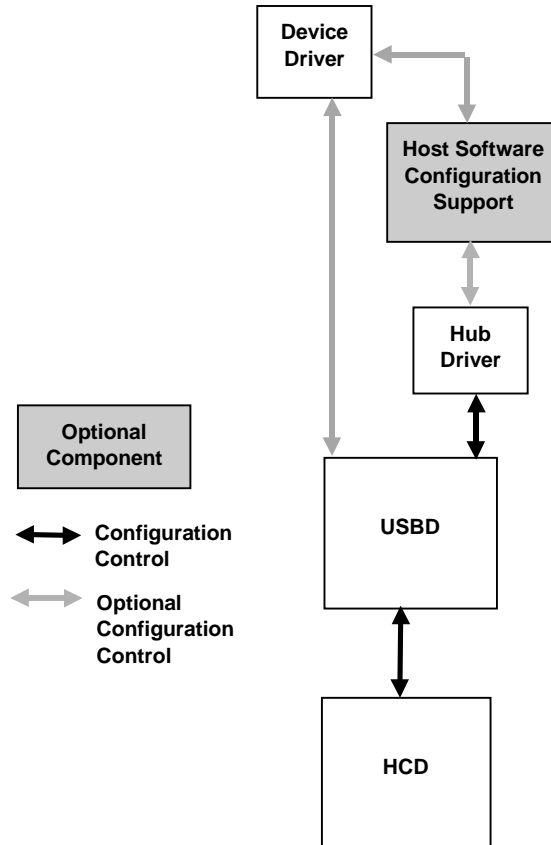 Device
Driver
Host Software
Configuration
Support
Hub
Driver
Optional
Component
USBD
Configuration
Control
Optional
Configuration
Control
HCD